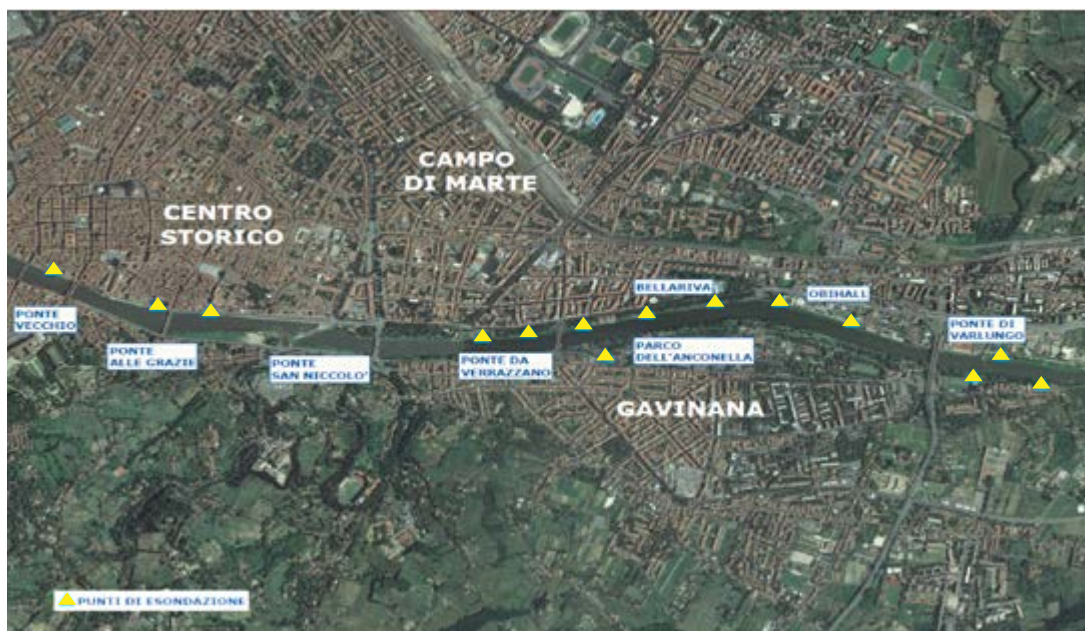 CAMPO
DI MARTE
CENTRO
STORICO
BELLARIVA
OBIHALL
PONTE
VECCHIO
PONTE DI
VARLUNGO
PONTE
ALLE GRAZIE
PONTE
SAN NICCOLO'
PONTE DA
VERRAZZANO
PARCO
DELL'ANCONELLA
GAVINANA
PUNTI DI ESONDAZIONE